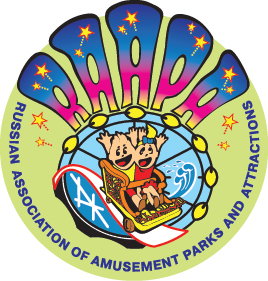 RAAPA
RUSSIAN ASSOCIATION OF AMUSEMENT PARKS AND ATTRACTIONS